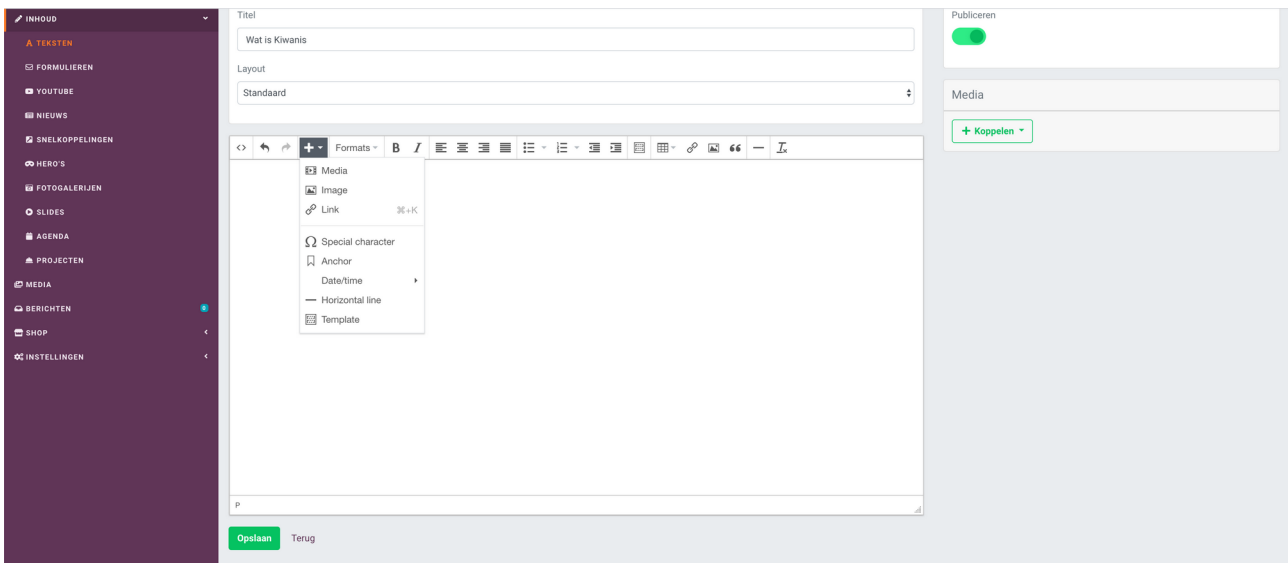 INHOUD
TEKSTEN
FORMULIEREN
YOUTUBE
NIEUWS
SNELKOPPELINGEN
HERO'S
FOTOGALERIJEN
SLIDES
AGENDA
PROJECTEN
MEDIA
BERICHTEN 0
SHOP
INSTELLINGEN
Titel
Wat is Kiwanis
Layout
Standaard
Formats B I
Media
Image
Link ⌘+K
Special character
Anchor
Date/time
Horizontal line
Template
P
Opslaan Terug
Publiceren
Media
+ Koppelen